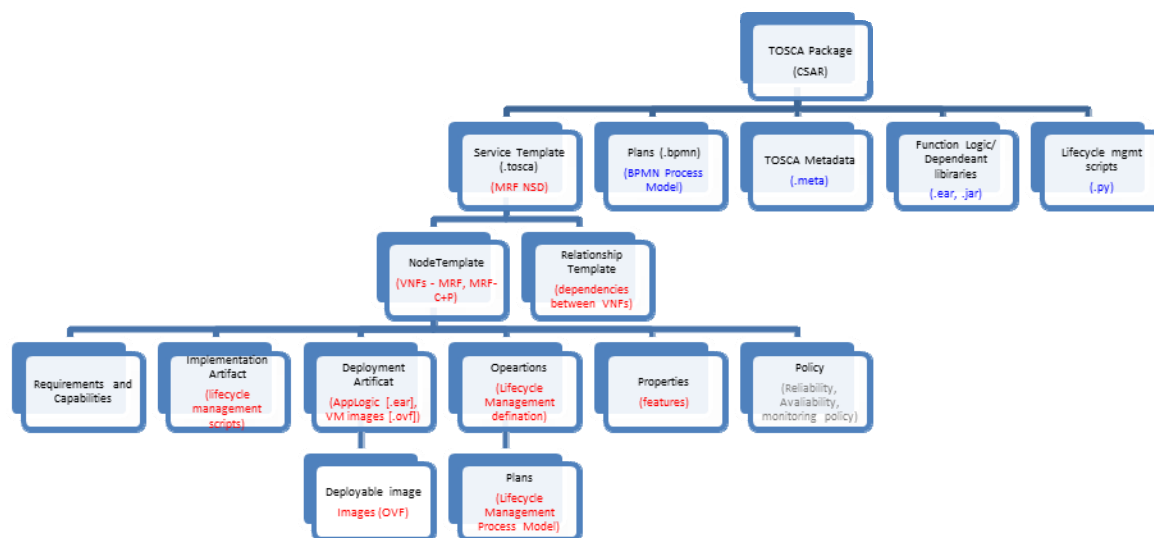 TOSCA Package
(CSAR)
Service Template
(.tosca)
(MRF NSD)
Plans (.bpmn)
(BPMN Process
Model)
TOSCA Metadata
(.meta)
Function Logic/
Dependeant
libiraries
(.ear, .jar)
Lifecycle mgmt
scripts
(.py)
NodeTemplate
(VNFs - MRF, MRF-
C+P)
Relationship
Template
(dependencies
between VNFs)
Requirements and
Capabilities
Implementation
Artifact
(lifecycle
management
scripts)
Deployment
Artificat
(AppLogic [.ear],
VM images [.ovf])
Opeartions
(Lifecycle
Management
defination)
Properties
(features)
Policy
(Reliability,
Avaliability,
monitoring policy)
Deployable image
Images (OVF)
Plans
(Lifecycle
Management
Process Model)